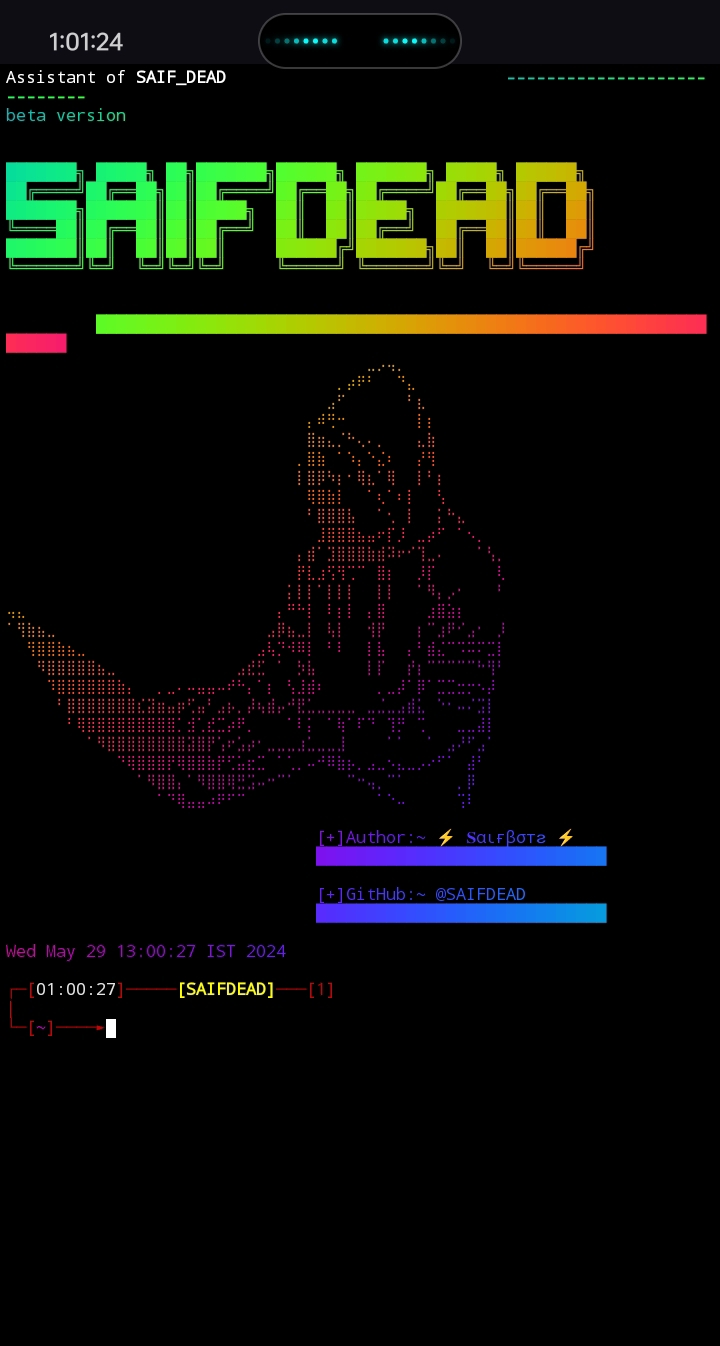 1:01:24
Assistant of SAIF_DEAD --------------------
--------
beta version
SAIFDEAD
[+]Author:~ ⚡ Sαιғβστƨ ⚡
[+]GitHub:~ @SAIFDEAD
Wed May 29 13:00:27 IST 2024
┌─[01:00:27]─────[SAIFDEAD]───[1]
│
└─[~]────►